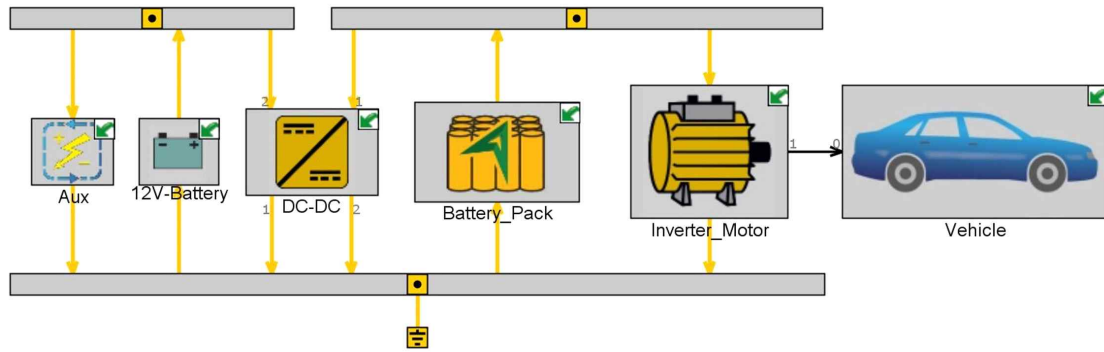 2
1
1
0
Aux
12V-Battery
1
DC-DC
2
Battery_Pack
Inverter_Motor
Vehicle